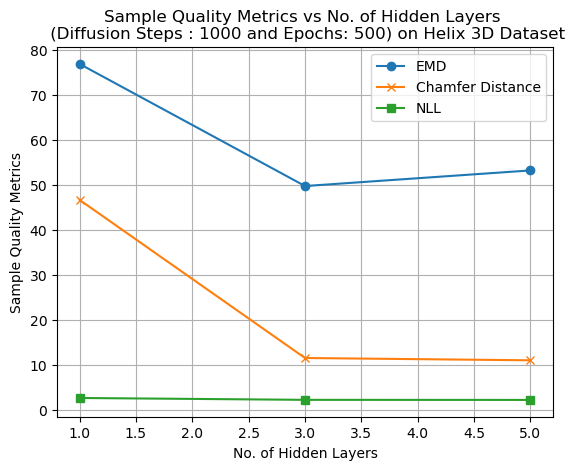 Sample Quality Metrics vs No. of Hidden Layers
(Diffusion Steps : 1000 and Epochs: 500) on Helix 3D Dataset
EMD
Chamfer Distance
NLL
Sample Quality Metrics
80
70
60
50
40
30
20
10
0
1.0 1.5 2.0 2.5 3.0 3.5 4.0 4.5 5.0
No. of Hidden Layers